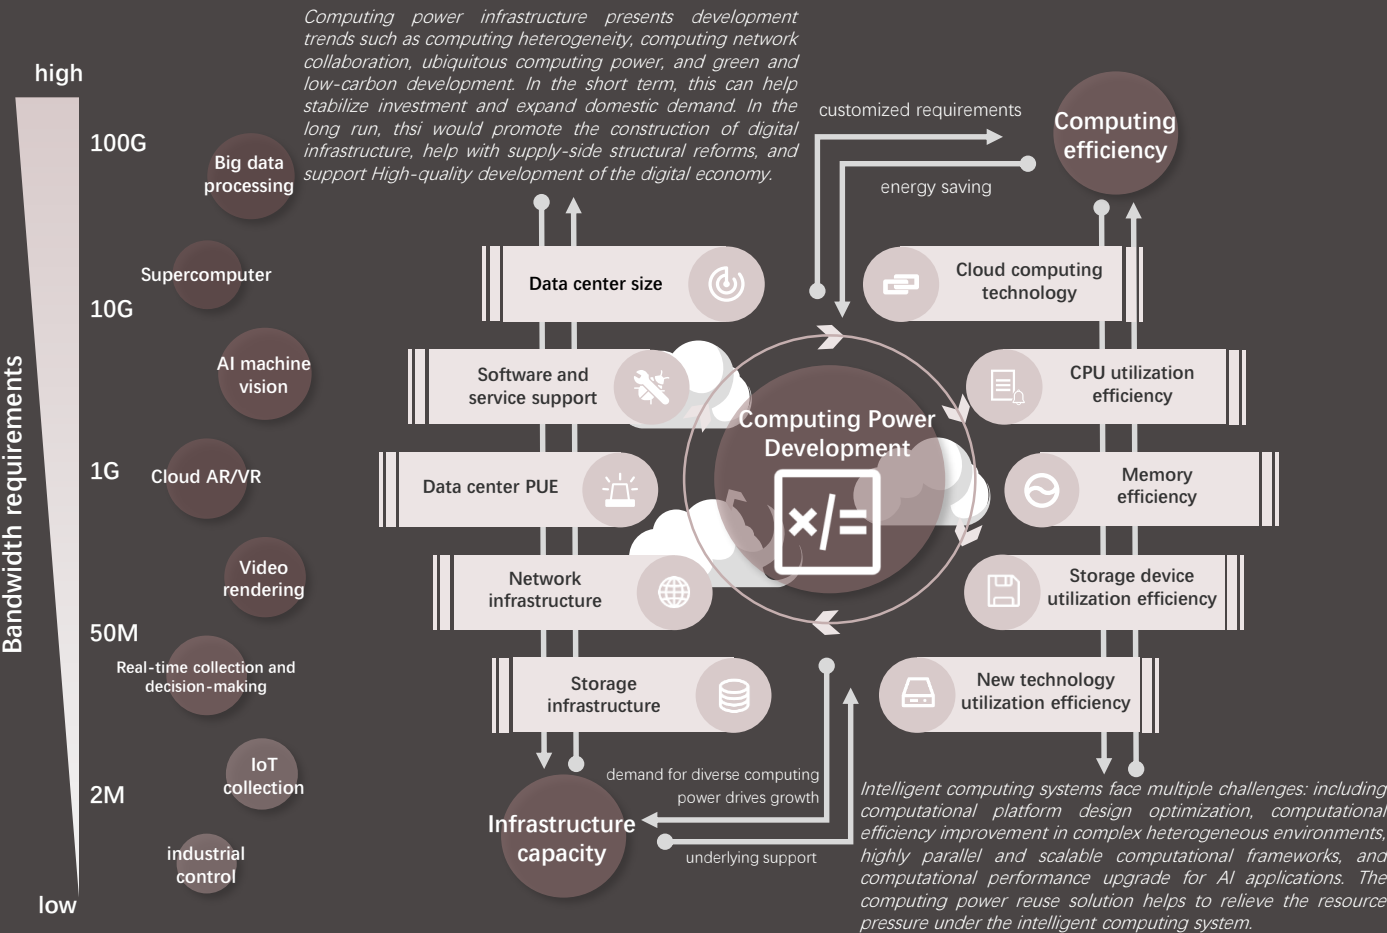 Computing power infrastructure presents development
trends such as computing heterogeneity, computing network
collaboration, ubiquitous computing power, and green and
low-carbon development. In the short term, this can help
stabilize investment and expand domestic demand. In the
long run, thsi would promote the construction of digital
infrastructure, help with supply-side structural reforms, and
support High-quality development of the digital economy.
high
100G
10G
1G
50M
2M
low
Bandwidth requirements
Big data
processing
Supercomputer
AI machine
vision
Cloud AR/VR
Video
rendering
Real-time collection and
decision-making
IoT
collection
industrial
control
Data center size
Software and
service support
Data center PUE
Network
infrastructure
Storage
infrastructure
Infrastructure
capacity
demand for diverse computing
power drives growth
underlying support
Computing Power
Development
×/=
customized requirements
energy saving
Computing
efficiency
Cloud computing
technology
CPU utilization
efficiency
Memory
efficiency
Storage device
utilization efficiency
New technology
utilization efficiency
Intelligent computing systems face multiple challenges: including
computational platform design optimization, computational
efficiency improvement in complex heterogeneous environments,
highly parallel and scalable computational frameworks, and
computational performance upgrade for AI applications. The
computing power reuse solution helps to relieve the resource
pressure under the intelligent computing system.